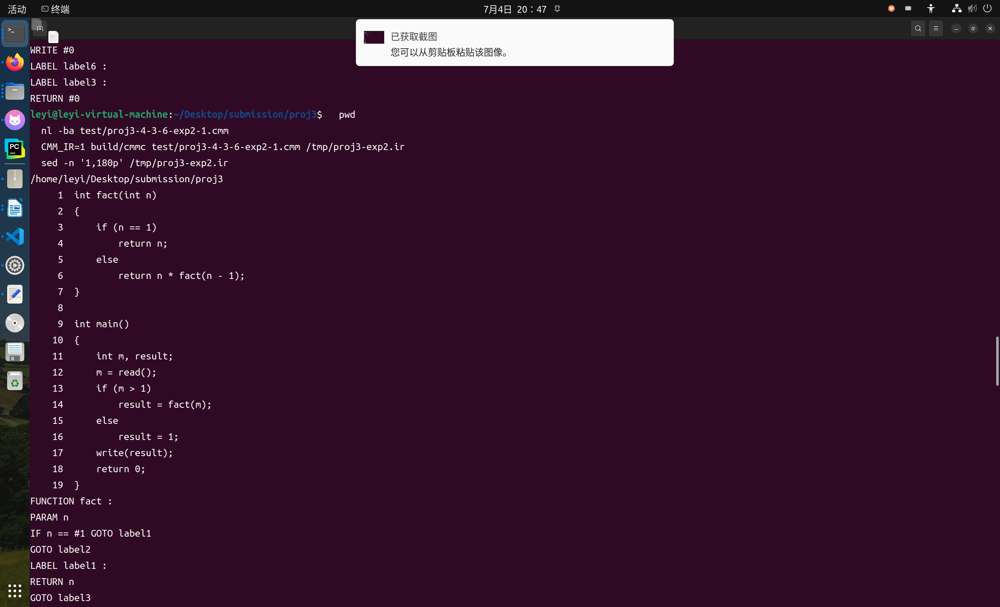 活动 终端 7月4日 20：47
已获取截图
您可以从剪贴板粘贴该图像。
WRITE #0
LABEL label6 :
LABEL label3 :
RETURN #0
leyi@leyi-virtual-machine:~/Desktop/submission/proj3$   pwd
  nl -ba test/proj3-4-3-6-exp2-1.cmm
  CMM_IR=1 build/cmmc test/proj3-4-3-6-exp2-1.cmm /tmp/proj3-exp2.ir
  sed -n '1,180p' /tmp/proj3-exp2.ir
/home/leyi/Desktop/submission/proj3
     1  int fact(int n)
     2  {
     3      if (n == 1)
     4          return n;
     5      else
     6          return n * fact(n - 1);
     7  }
     8
     9  int main()
    10  {
    11      int m, result;
    12      m = read();
    13      if (m > 1)
    14          result = fact(m);
    15      else
    16          result = 1;
    17      write(result);
    18      return 0;
    19  }
FUNCTION fact :
PARAM n
IF n == #1 GOTO label1
GOTO label2
LABEL label1 :
RETURN n
GOTO label3
PC